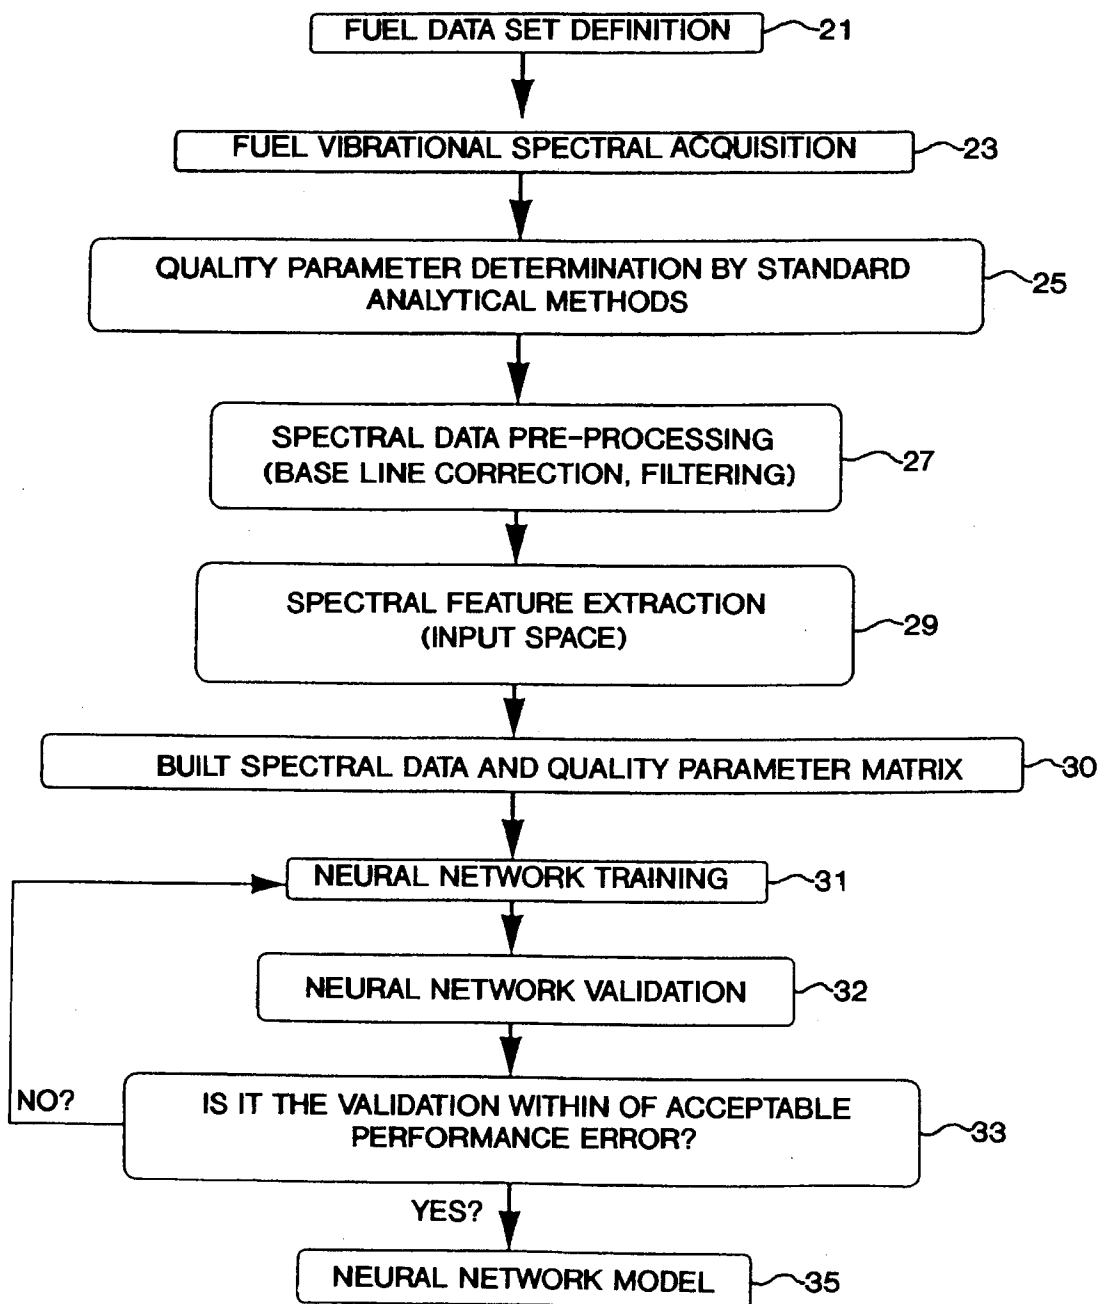 FUEL DATA SET DEFINITION 21
FUEL VIBRATIONAL SPECTRAL ACQUISITION 23
QUALITY PARAMETER DETERMINATION BY STANDARD
ANALYTICAL METHODS
25
SPECTRAL DATA PRE-PROCESSING
(BASE LINE CORRECTION, FILTERING)
27
SPECTRAL FEATURE EXTRACTION
(INPUT SPACE)
29
BUILT SPECTRAL DATA AND QUALITY PARAMETER MATRIX 30
NEURAL NETWORK TRAINING 31
NEURAL NETWORK VALIDATION 32
NO?
IS IT THE VALIDATION WITHIN OF ACCEPTABLE
PERFORMANCE ERROR?
33
YES?
NEURAL NETWORK MODEL 35